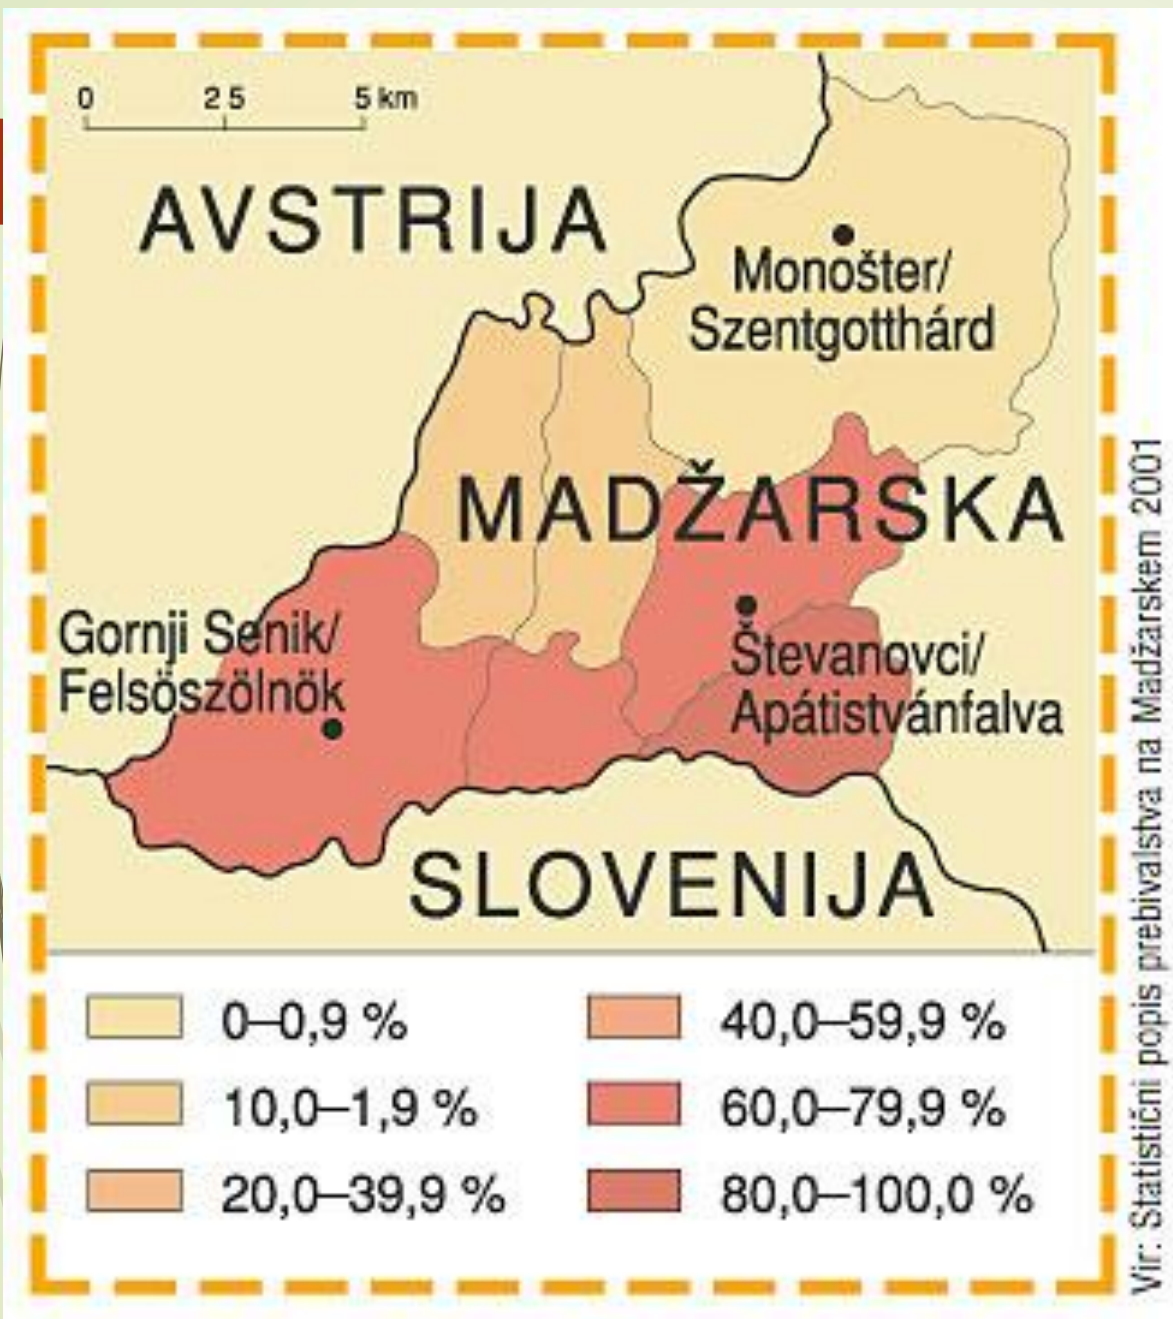 0 2 5 5 km
AVSTRIJA
Monošter/
Szentgotthárd
MADŽARSKA
Gornji Senik/
Felsöszölnök
Števanovci/
Apátistvánfalva
SLOVENIJA
0–0,9 %
10,0–1,9 %
20,0–39,9 %
40,0–59,9 %
60,0–79,9 %
80,0–100,0 %
Vir: Statistični popis prebivalstva na Madžarskem 2001